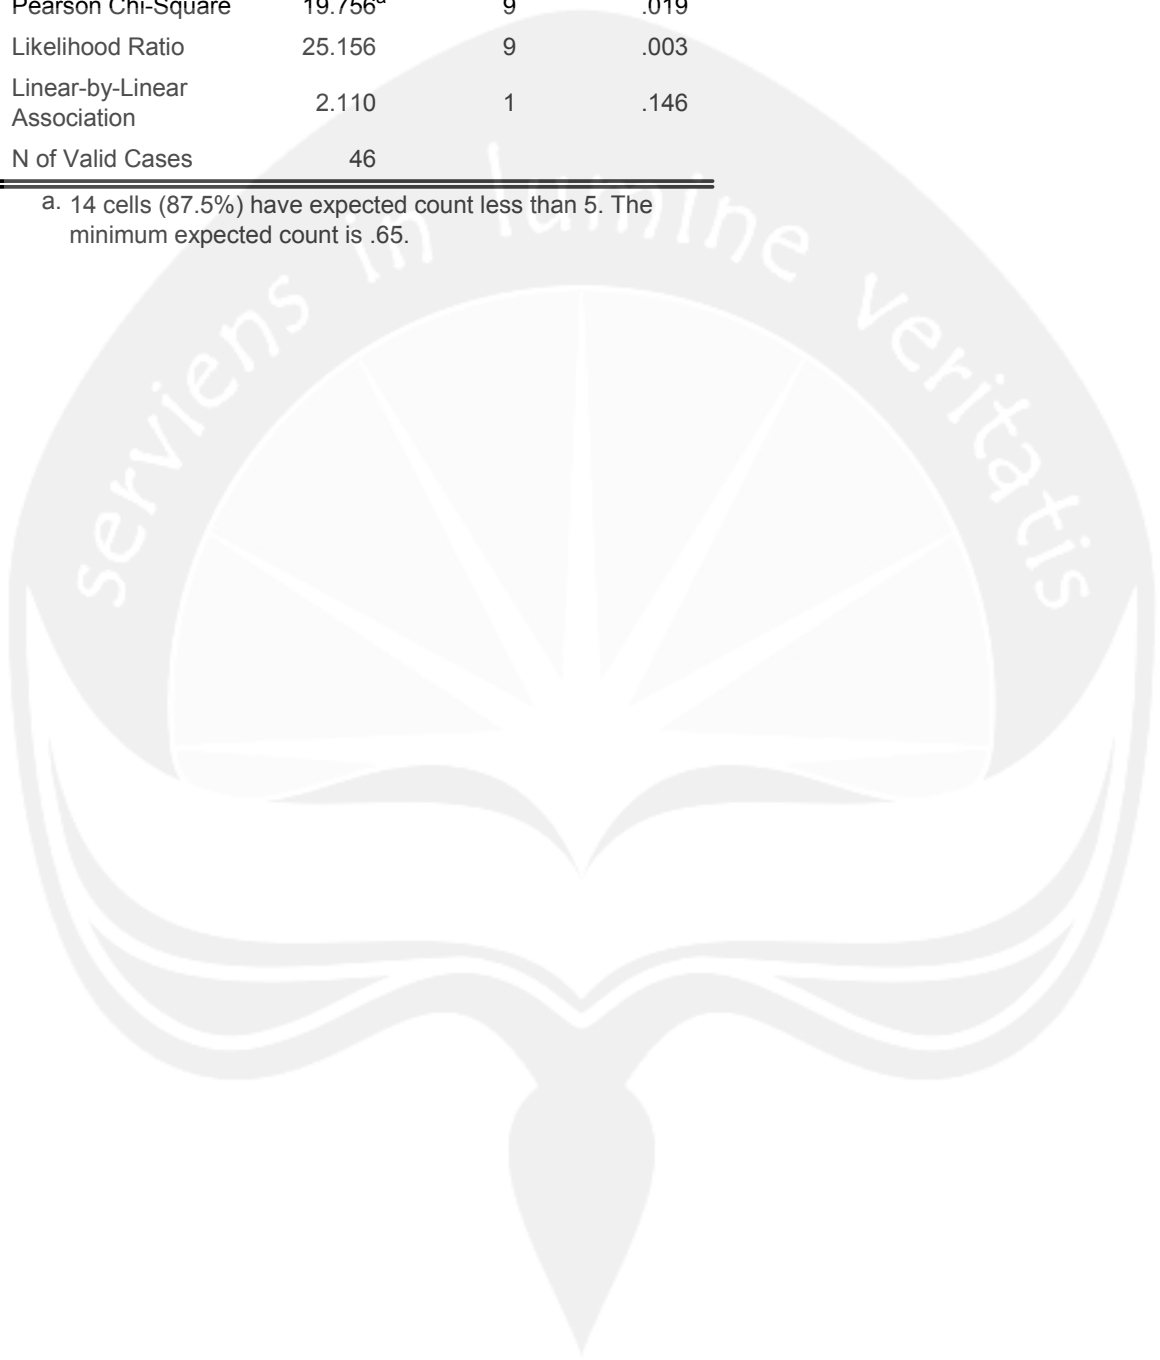 Pearson Chi-Square 19.756a 9 .019
Likelihood Ratio 25.156 9 .003
Linear-by-Linear
Association 2.110 1 .146
N of Valid Cases 46
a. 14 cells (87.5%) have expected count less than 5. The
minimum expected count is .65.
serviens in lumine veritatis